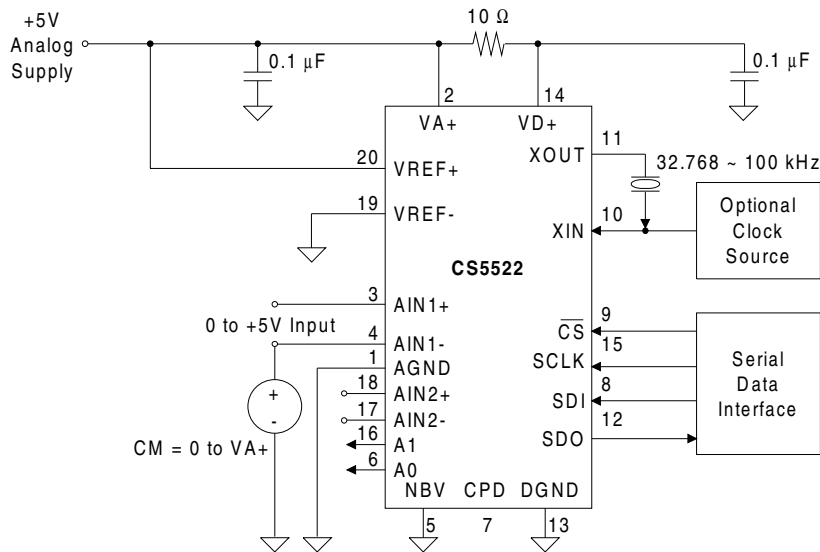 +5V
Analog
Supply
10 Ω
0.1 µF
0.1 µF
2
14
VA+
VD+
11
XOUT
32.768 ~ 100 kHz
20
VREF+
19
VREF-
10
XIN
Optional
Clock
Source
CS5522
3
AIN1+
0 to +5V Input
4
AIN1-
1
AGND
18
AIN2+
17
AIN2-
16
A1
6
A0
+
-
CM = 0 to VA+
9
CS
15
SCLK
8
SDI
12
SDO
Serial
Data
Interface
NBV CPD DGND
5 7 13